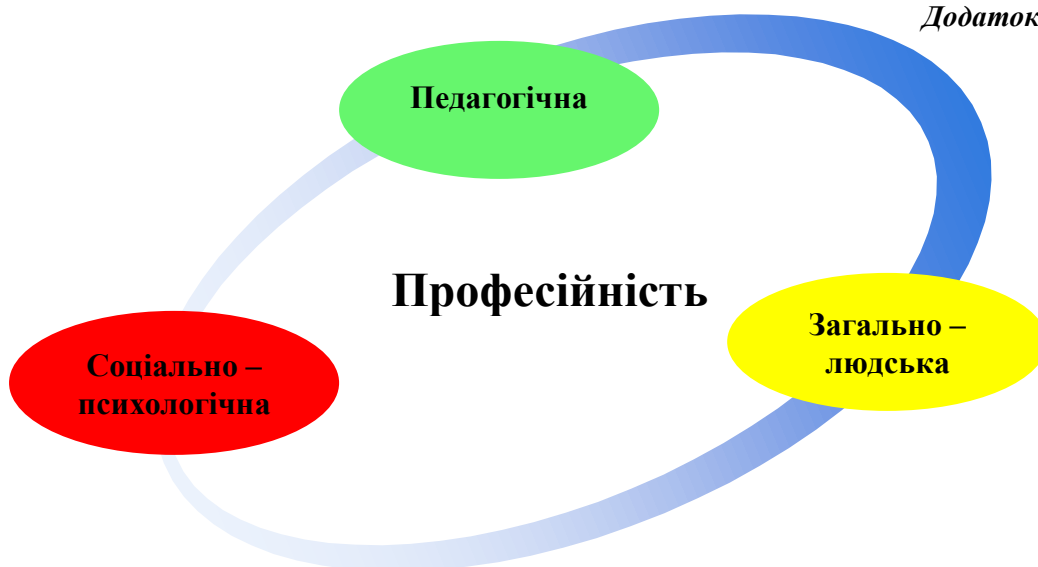 Додаток
Педагогічна
Професійність
Загально –
людська
Соціально –
психологічна